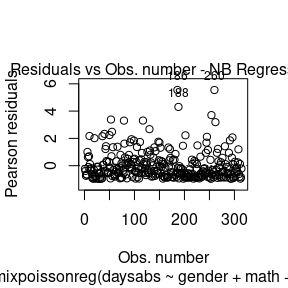 Residuals vs Obs. number - NB Regress
186 260
188
Pearson residuals
6
4
2
0
0 100 200 300
Obs. number
mixpoissonreg(daysabs ~ gender + math -